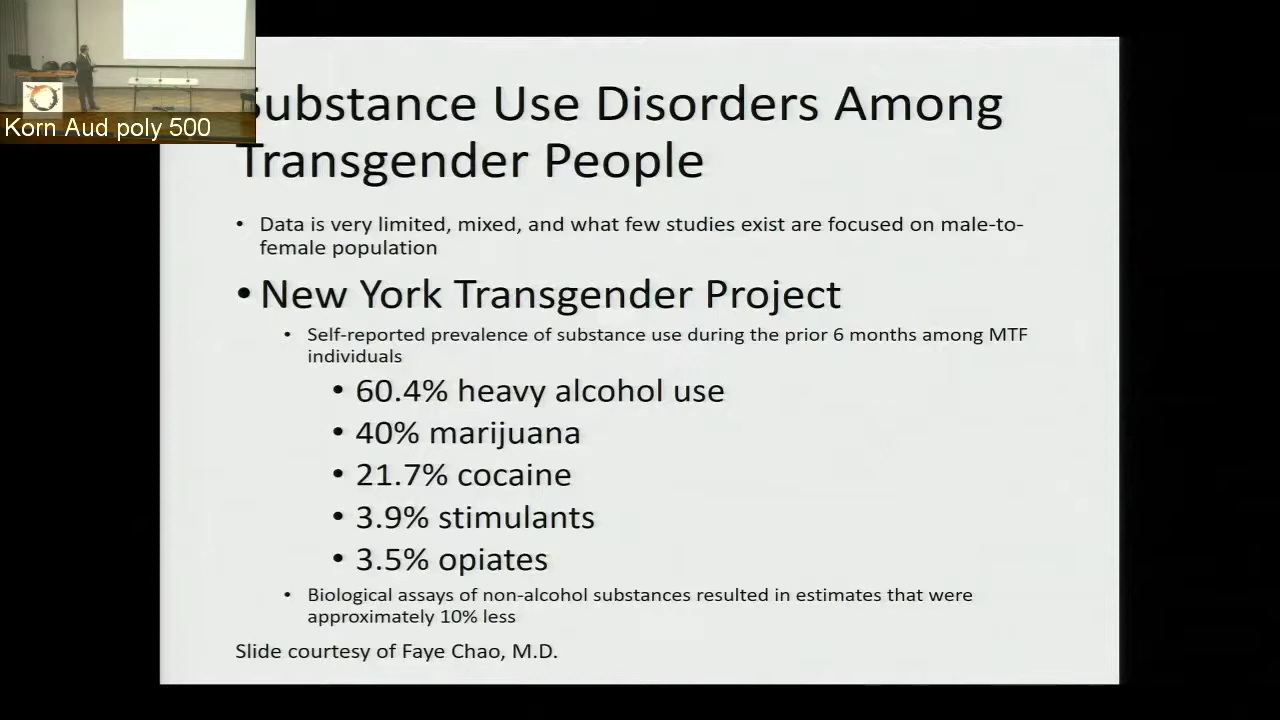 Korn Aud poly 500
Substance Use Disorders Among
Transgender People
• Data is very limited, mixed, and what few studies exist are focused on male-to-
female population
• New York Transgender Project
• Self-reported prevalence of substance use during the prior 6 months among MTF
individuals
• 60.4% heavy alcohol use
• 40% marijuana
• 21.7% cocaine
• 3.9% stimulants
• 3.5% opiates
• Biological assays of non-alcohol substances resulted in estimates that were
approximately 10% less
Slide courtesy of Faye Chao, M.D.